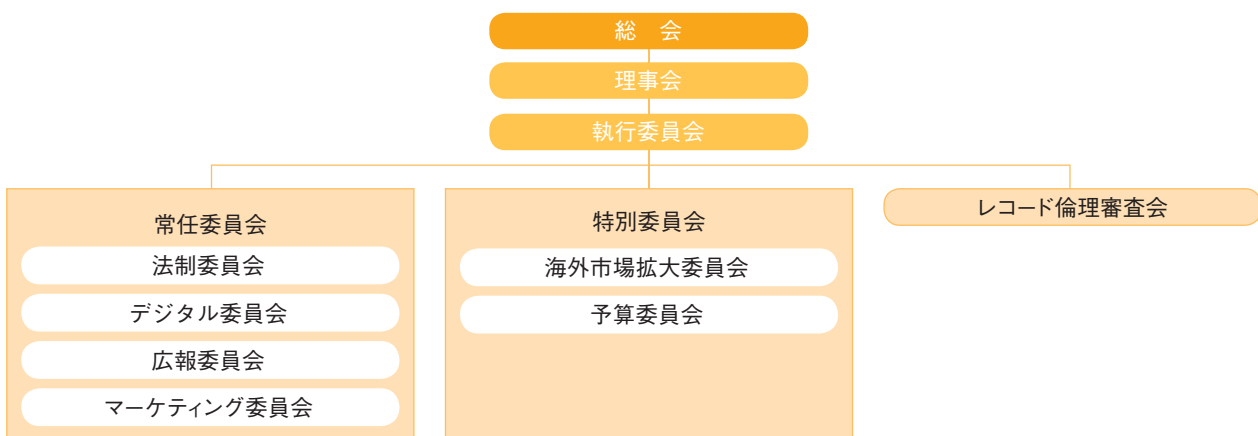 総　会
理事会
執行委員会
常任委員会
法制委員会
デジタル委員会
広報委員会
マーケティング委員会
特別委員会
海外市場拡大委員会
予算委員会
レコード倫理審査会